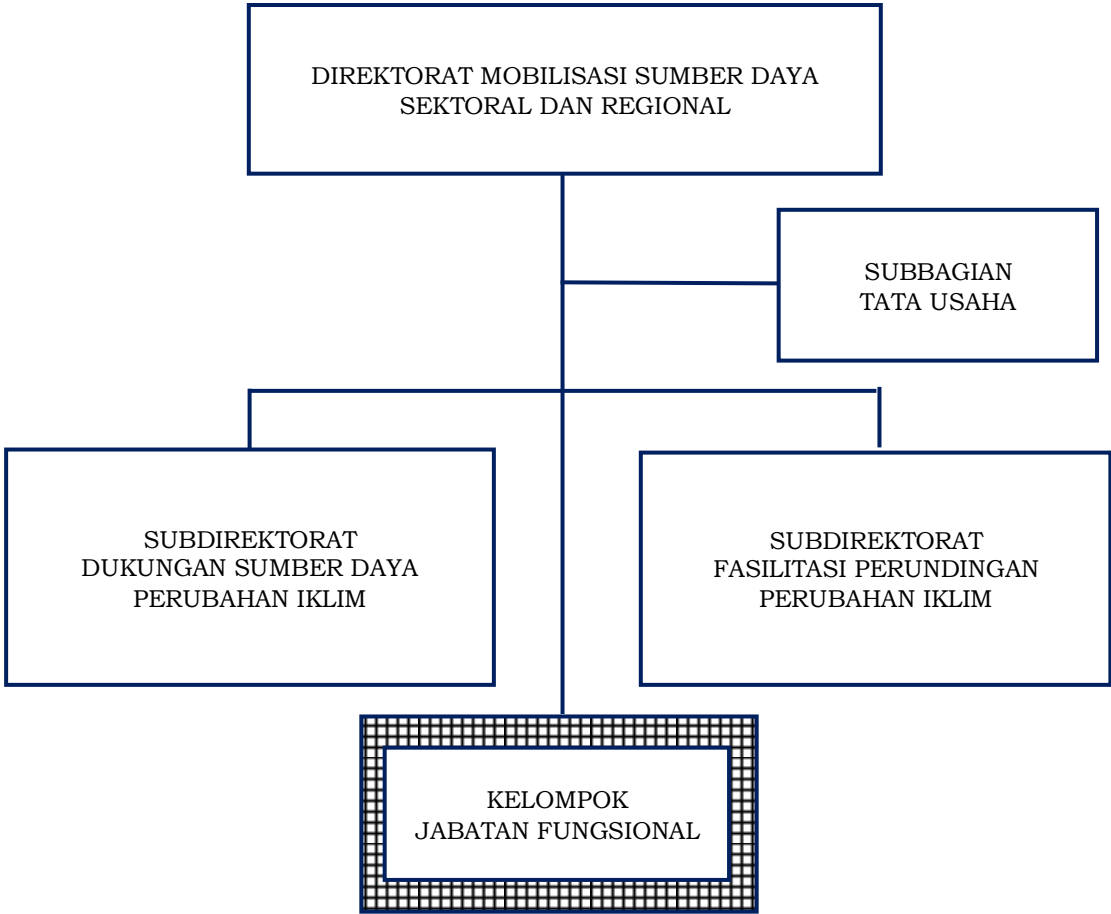 DIREKTORAT MOBILISASI SUMBER DAYA
SEKTORAL DAN REGIONAL
SUBBAGIAN
TATA USAHA
SUBDIREKTORAT
DUKUNGAN SUMBER DAYA
PERUBAHAN IKLIM
SUBDIREKTORAT
FASILITASI PERUNDINGAN
PERUBAHAN IKLIM
KELOMPOK
JABATAN FUNGSIONAL